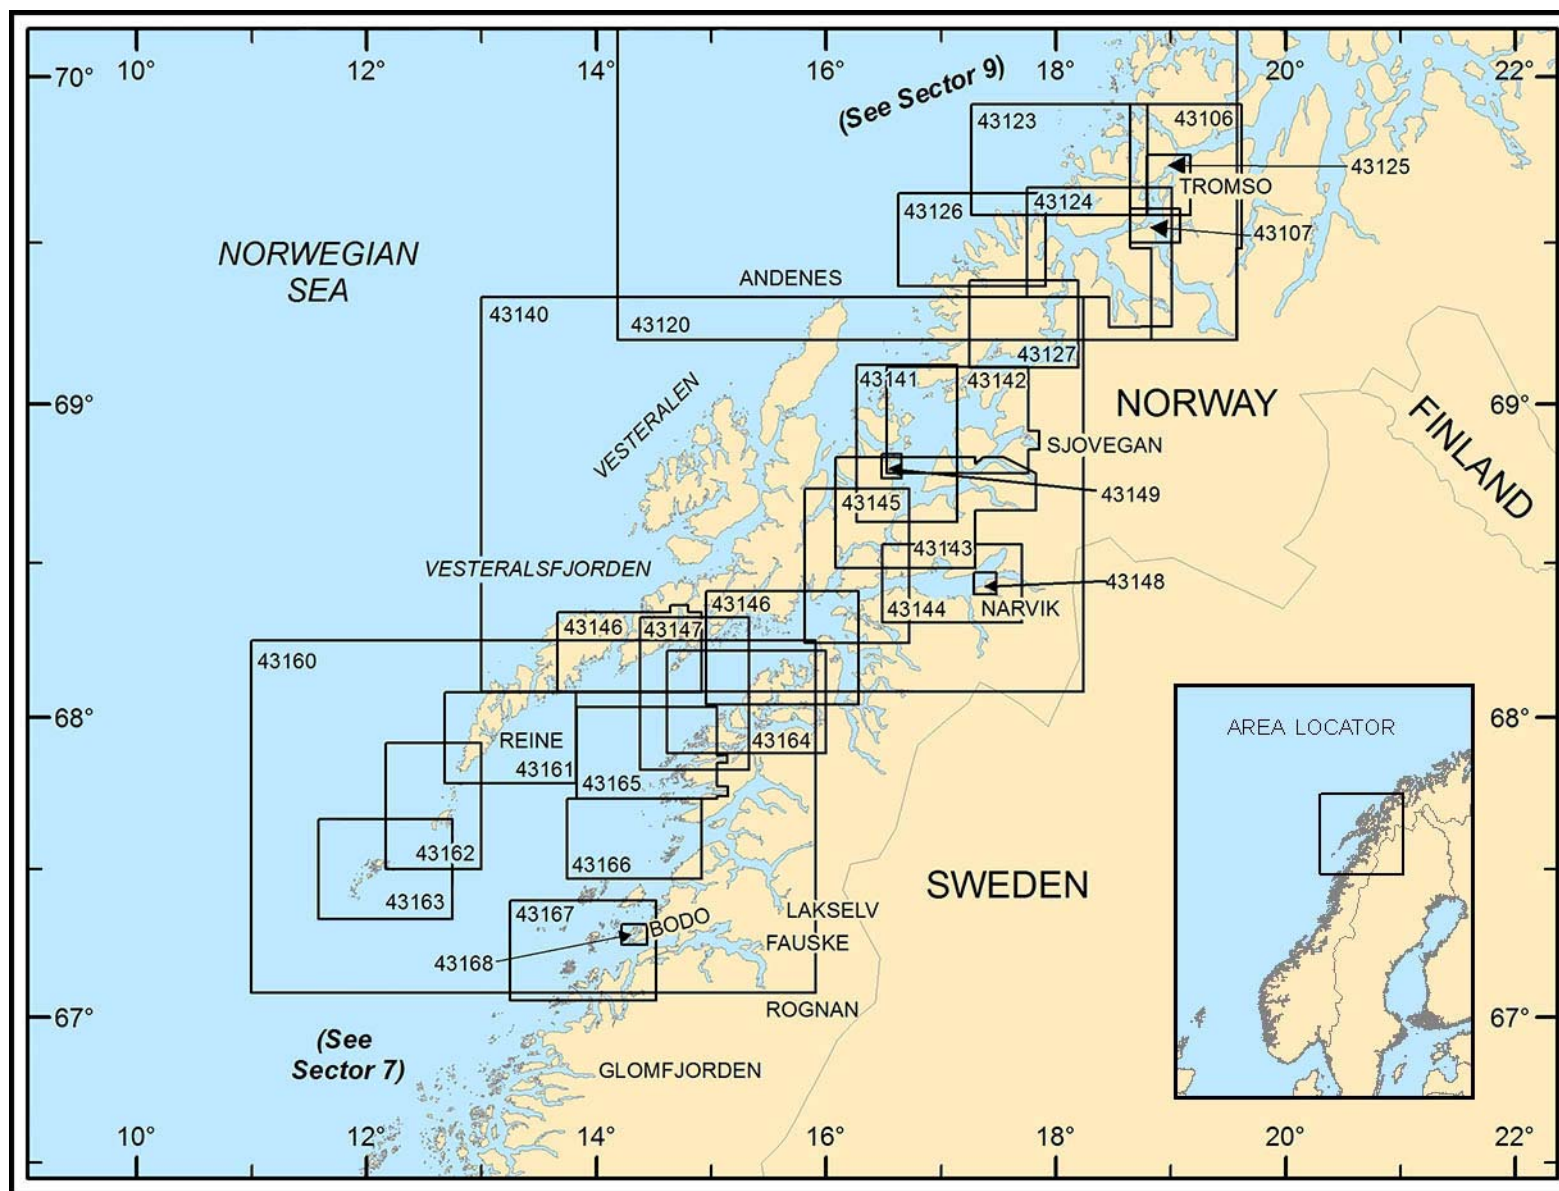 10°
12°
14°
16°
18°
20°
22°
70°
(See Sector 9)
43123
43106
43125
TROMSO
43124
43126
43107
NORWEGIAN
SEA
ANDENES
43140
43120
43127
43141
43142
NORWAY
69°
69°
VESTERALEN
FINLAND
SJOVEGAN
43149
43145
43143
VESTERALSFJORDEN
43148
43144
NARVIK
43146
43146
43147
43160
68°
68°
AREA LOCATOR
REINE
43164
43161
43165
43162
43166
43163
SWEDEN
43167
BODO
LAKSELV
FAUSKE
43168
ROGNAN
67°
67°
(See
Sector 7)
GLOMFJORDEN
10°
12°
14°
16°
18°
20°
22°